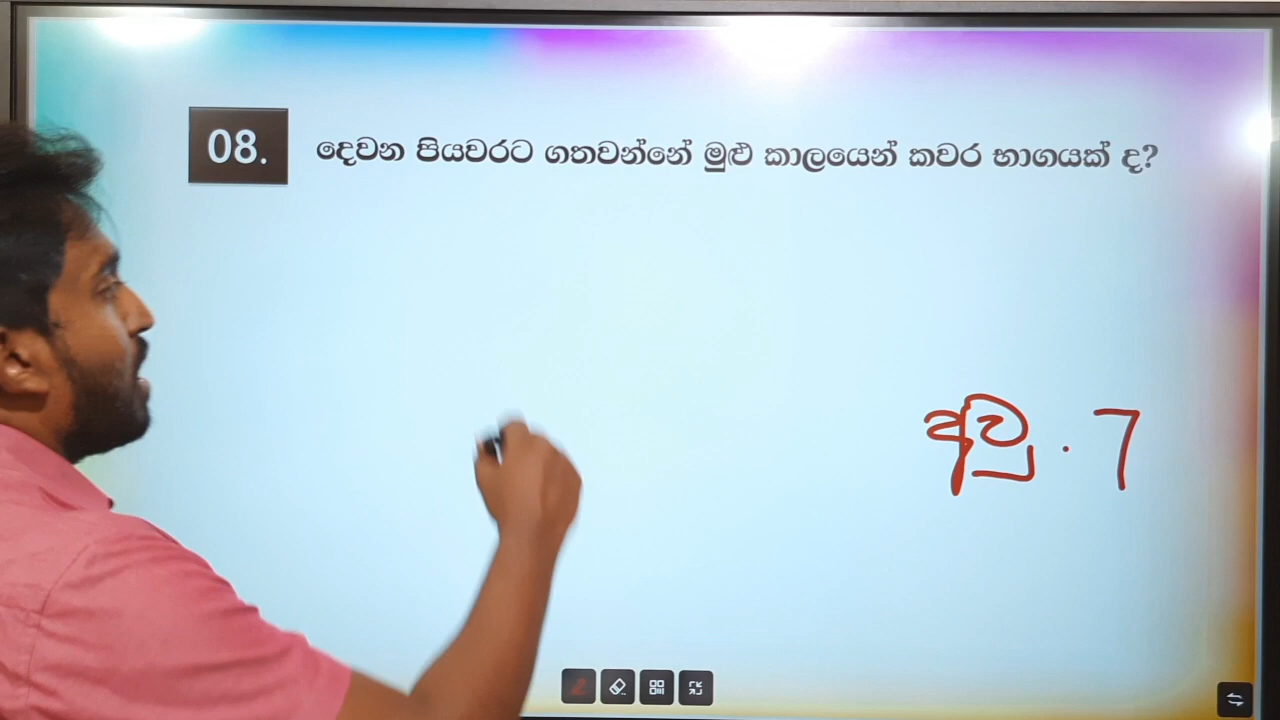 08. දෙවන පියවරට ගතවන්නේ මුළු කාලයෙන් කවර භාගයක් ද?
අවු . 7